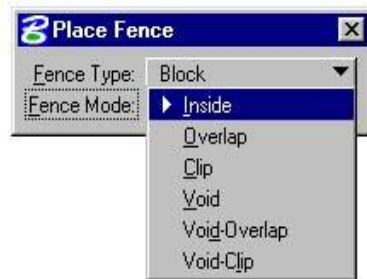 Place Fence
Fence Type: Block
Fence Mode: Inside
Overlap
Clip
Void
Void-Overlap
Void-Clip